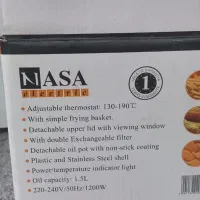 NASA
electric
1
• Adjustable thermostat: 130-190℃
• With simple frying basket.
• Detachable upper lid with viewing window
• With double Exchangeable filter
• Detachable oil pot with non-stick coating
• Plastic and Stainless Steel shell
• Power/temperature indicator light
• Oil capacity: 1.5L
• 220-240V/50Hz/1200W